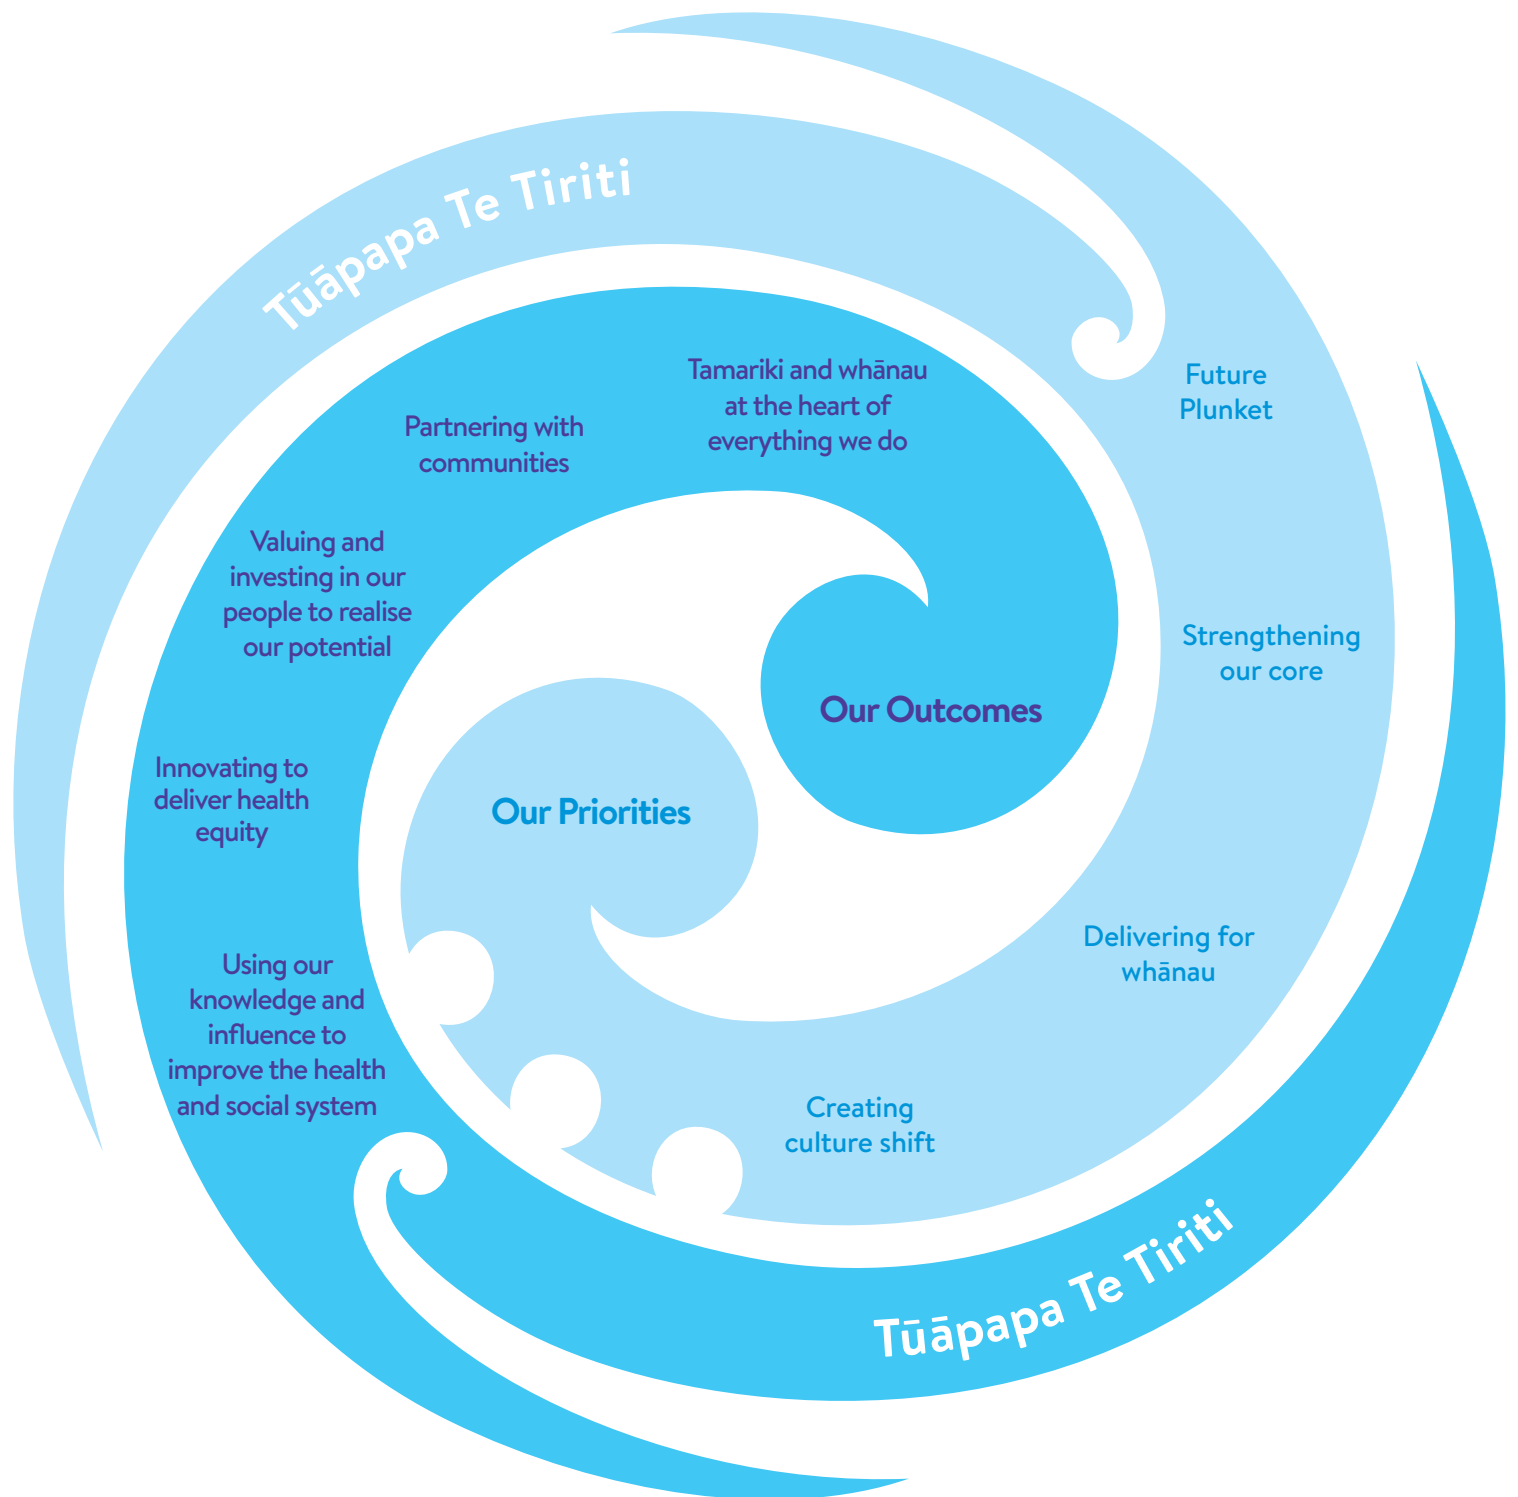 Tūāpapa Te Tiriti
Tamariki and whānau
at the heart of
everything we do
Partnering with
communities
Valuing and
investing in our
people to realise
our potential
Innovating to
deliver health
equity
Using our
knowledge and
influence to
improve the health
and social system
Our Outcomes
Our Priorities
Future
Plunket
Strengthening
our core
Delivering for
whānau
Creating
culture shift
Tūāpapa Te Tiriti